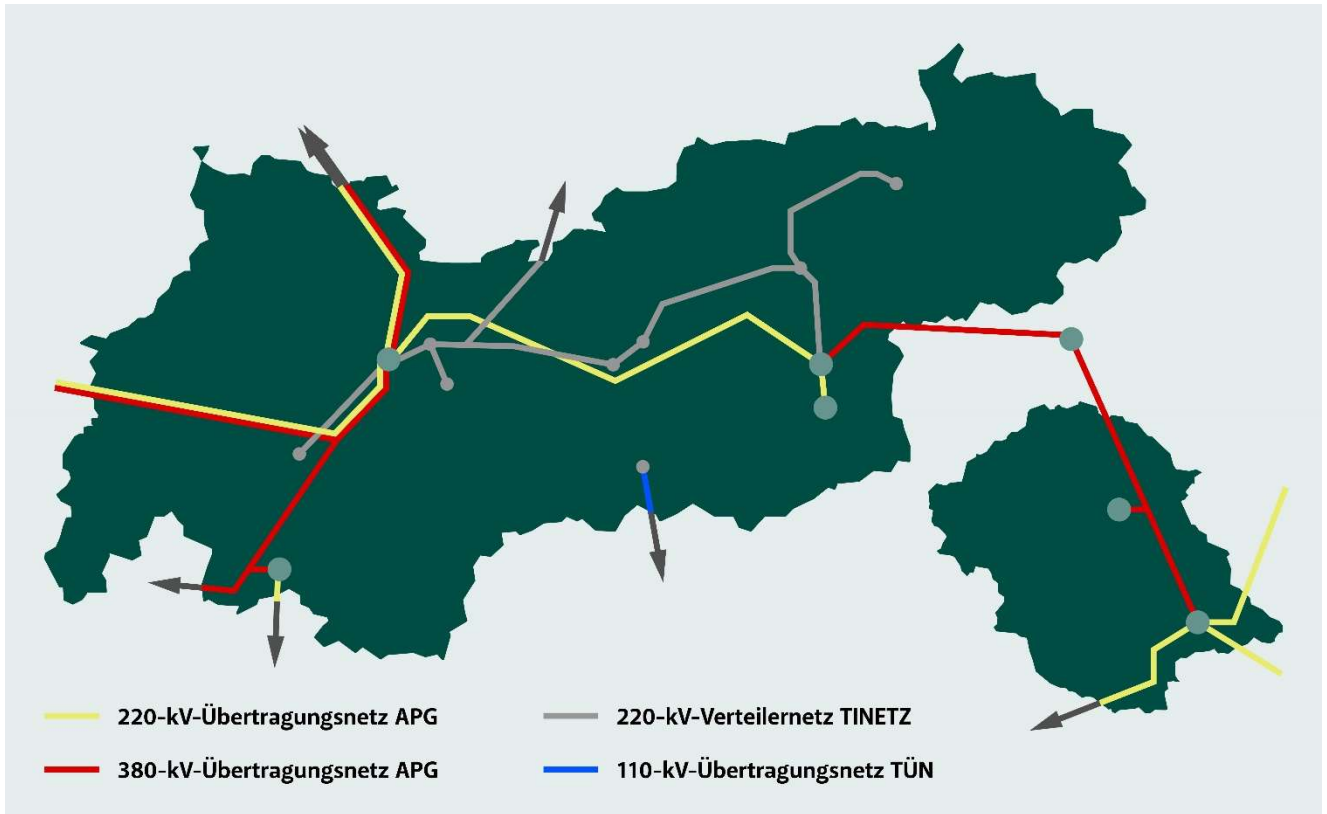 220-kV-Übertragungsnetz APG
220-kV-Verteilernetz TINETZ
380-kV-Übertragungsnetz APG
110-kV-Übertragungsnetz TÜN